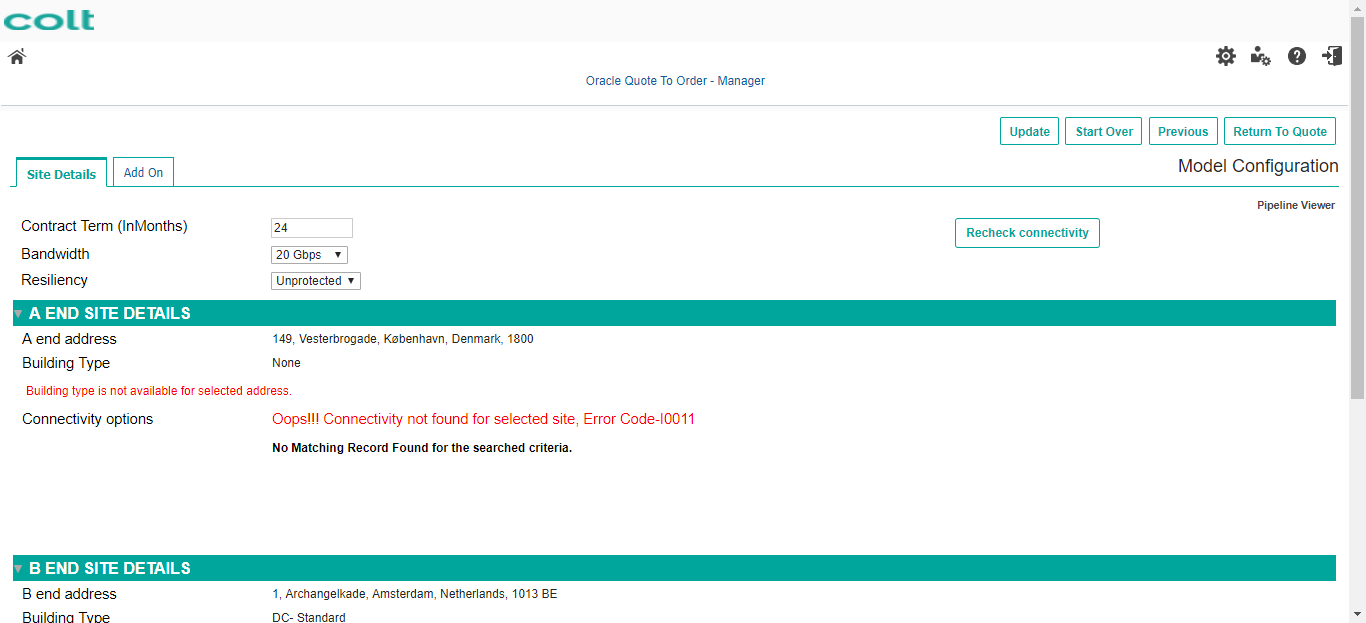 colt
Oracle Quote To Order - Manager
Update Start Over Previous Return To Quote
Site Details Add On
Model Configuration
Pipeline Viewer
Contract Term (InMonths) 24
Recheck connectivity
Bandwidth 20 Gbps
Resiliency Unprotected
A END SITE DETAILS
A end address 149, Vesterbrogade, København, Denmark, 1800
Building Type None
Building type is not available for selected address.
Connectivity options Oops!!! Connectivity not found for selected site, Error Code-I0011
No Matching Record Found for the searched criteria.
B END SITE DETAILS
B end address 1, Archangelkade, Amsterdam, Netherlands, 1013 BE
Building Type DC- Standard